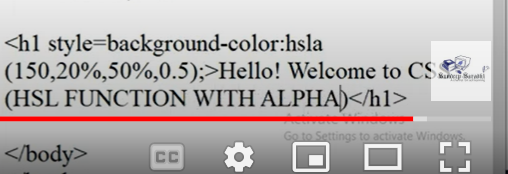 <h1 style=background-color:hsla
(150,20%,50%,0.5);>Hello! Welcome to CS
(HSL FUNCTION WITH ALPHA)</h1>
Activate Windows
Go to Settings to activate Windows.
</body>
CC